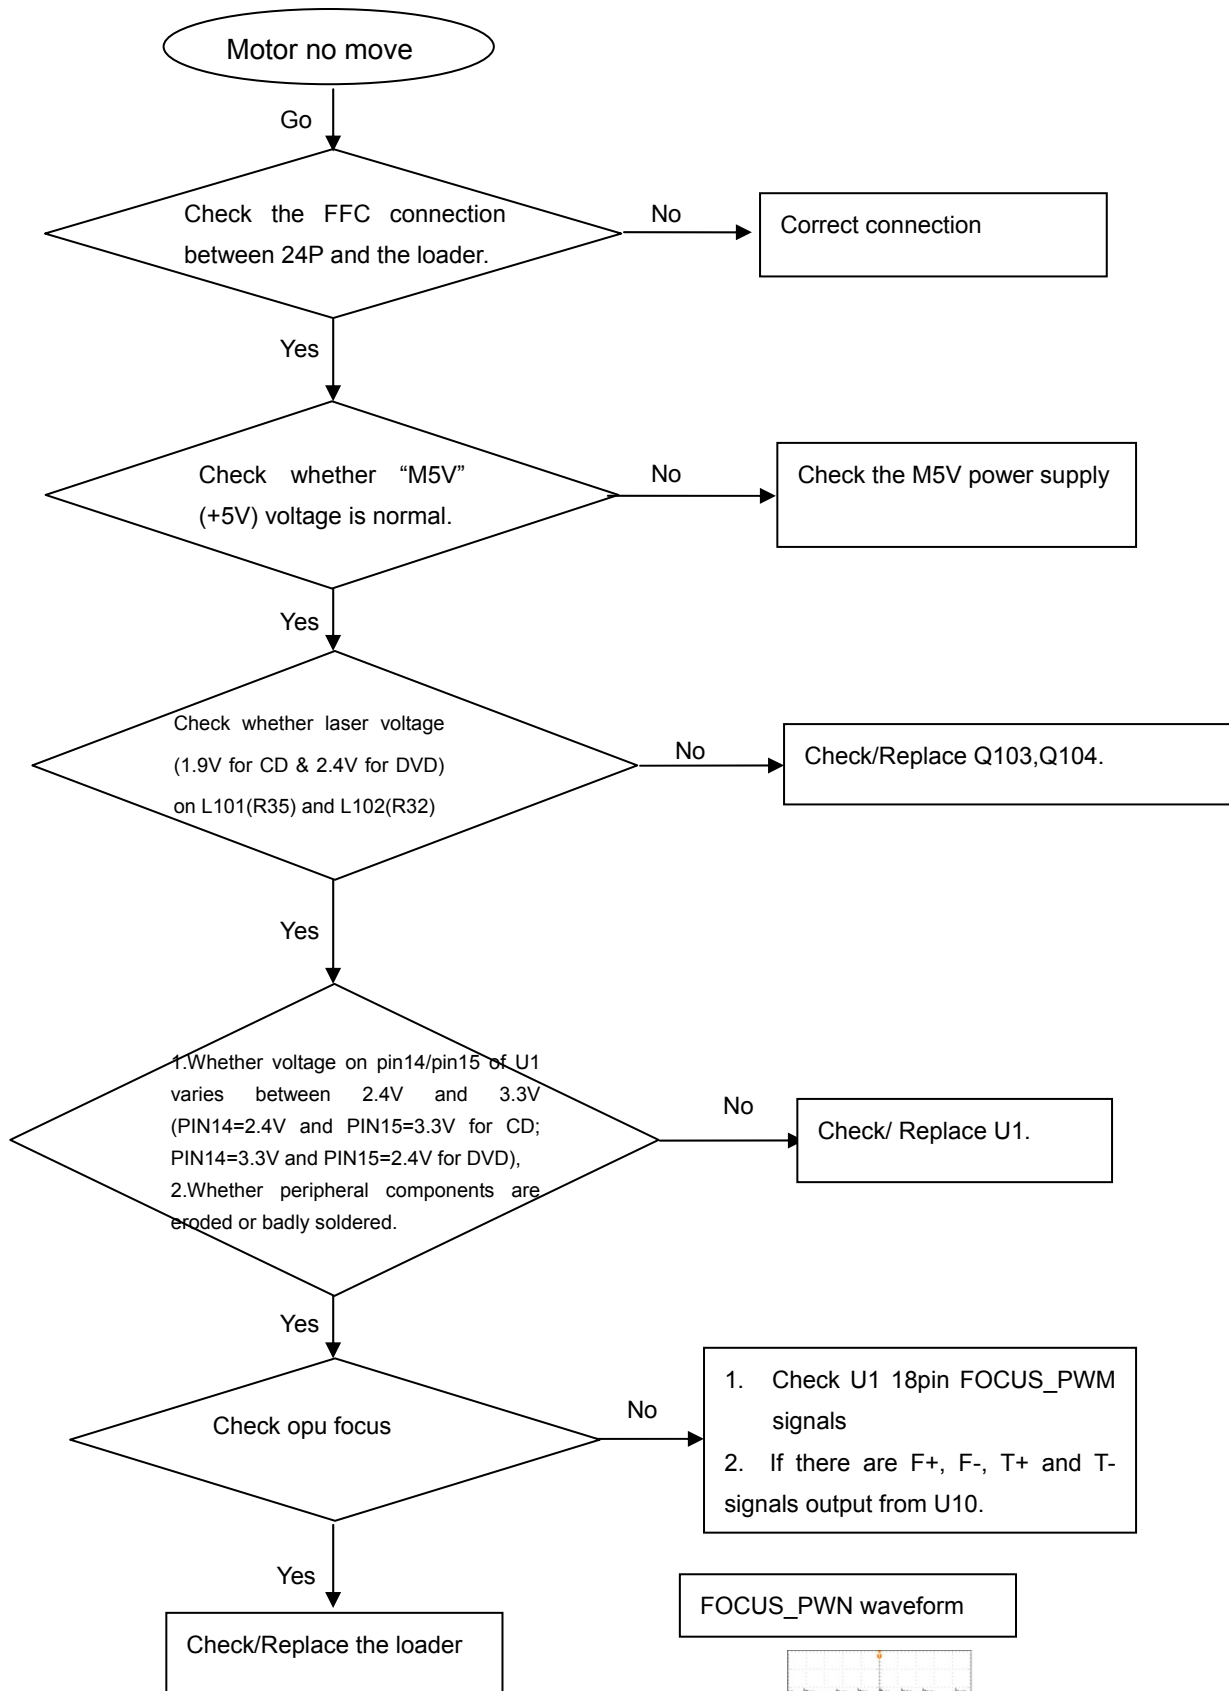 Motor no move
Go
Check the FFC connection
between 24P and the loader.
No
Correct connection
Yes
Check whether “M5V”
(+5V) voltage is normal.
No
Check the M5V power supply
Yes
Check whether laser voltage
(1.9V for CD & 2.4V for DVD)
on L101(R35) and L102(R32)
No
Check/Replace Q103,Q104.
Yes
1.Whether voltage on pin14/pin15 of U1
varies between 2.4V and 3.3V
(PIN14=2.4V and PIN15=3.3V for CD;
PIN14=3.3V and PIN15=2.4V for DVD),
2.Whether peripheral components are
eroded or badly soldered.
No
Check/ Replace U1.
Yes
Check opu focus
No
1. Check U1 18pin FOCUS_PWM
signals
2. If there are F+, F-, T+ and T-
signals output from U10.
Yes
Check/Replace the loader
FOCUS_PWN waveform